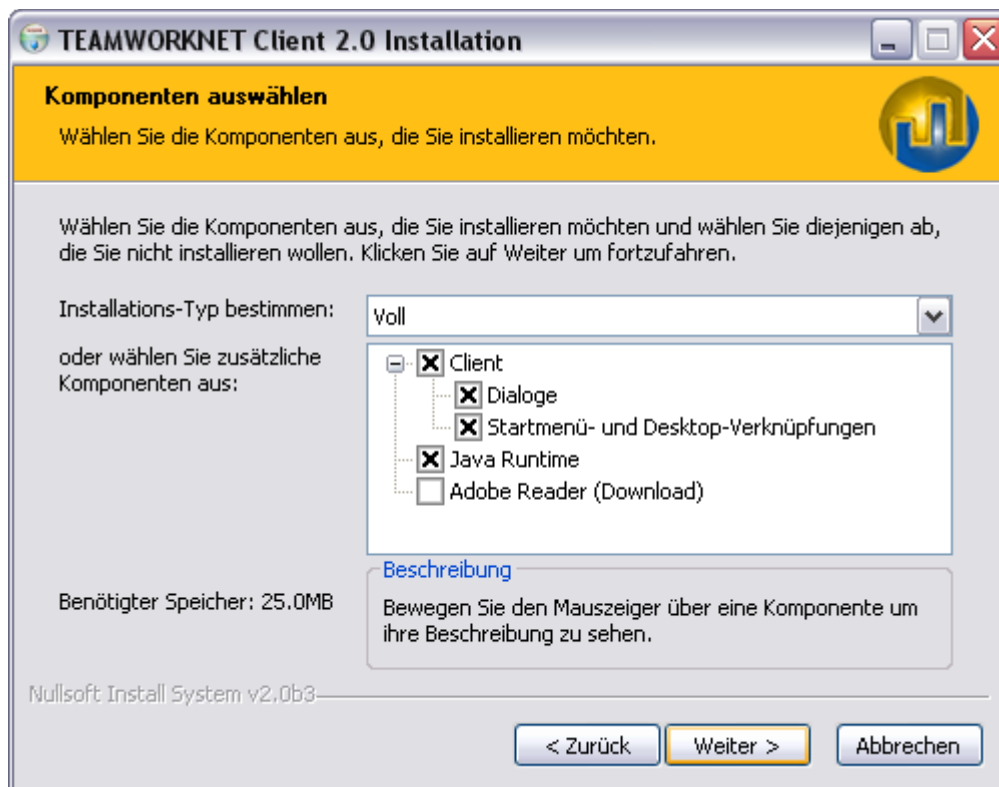 TEAMWORKNET Client 2.0 Installation
Komponenten auswählen
Wählen Sie die Komponenten aus, die Sie installieren möchten.
Wählen Sie die Komponenten aus, die Sie installieren möchten und wählen Sie diejenigen ab,
die Sie nicht installieren wollen. Klicken Sie auf Weiter um fortzufahren.
Installations-Typ bestimmen:
Voll
oder wählen Sie zusätzliche
Komponenten aus:
Client
Dialoge
Startmenü- und Desktop-Verknüpfungen
Java Runtime
Adobe Reader (Download)
Benötigter Speicher: 25.0MB
Beschreibung
Bewegen Sie den Mauszeiger über eine Komponente um
ihre Beschreibung zu sehen.
Nullsoft Install System v2.0b3
< Zurück
Weiter >
Abbrechen